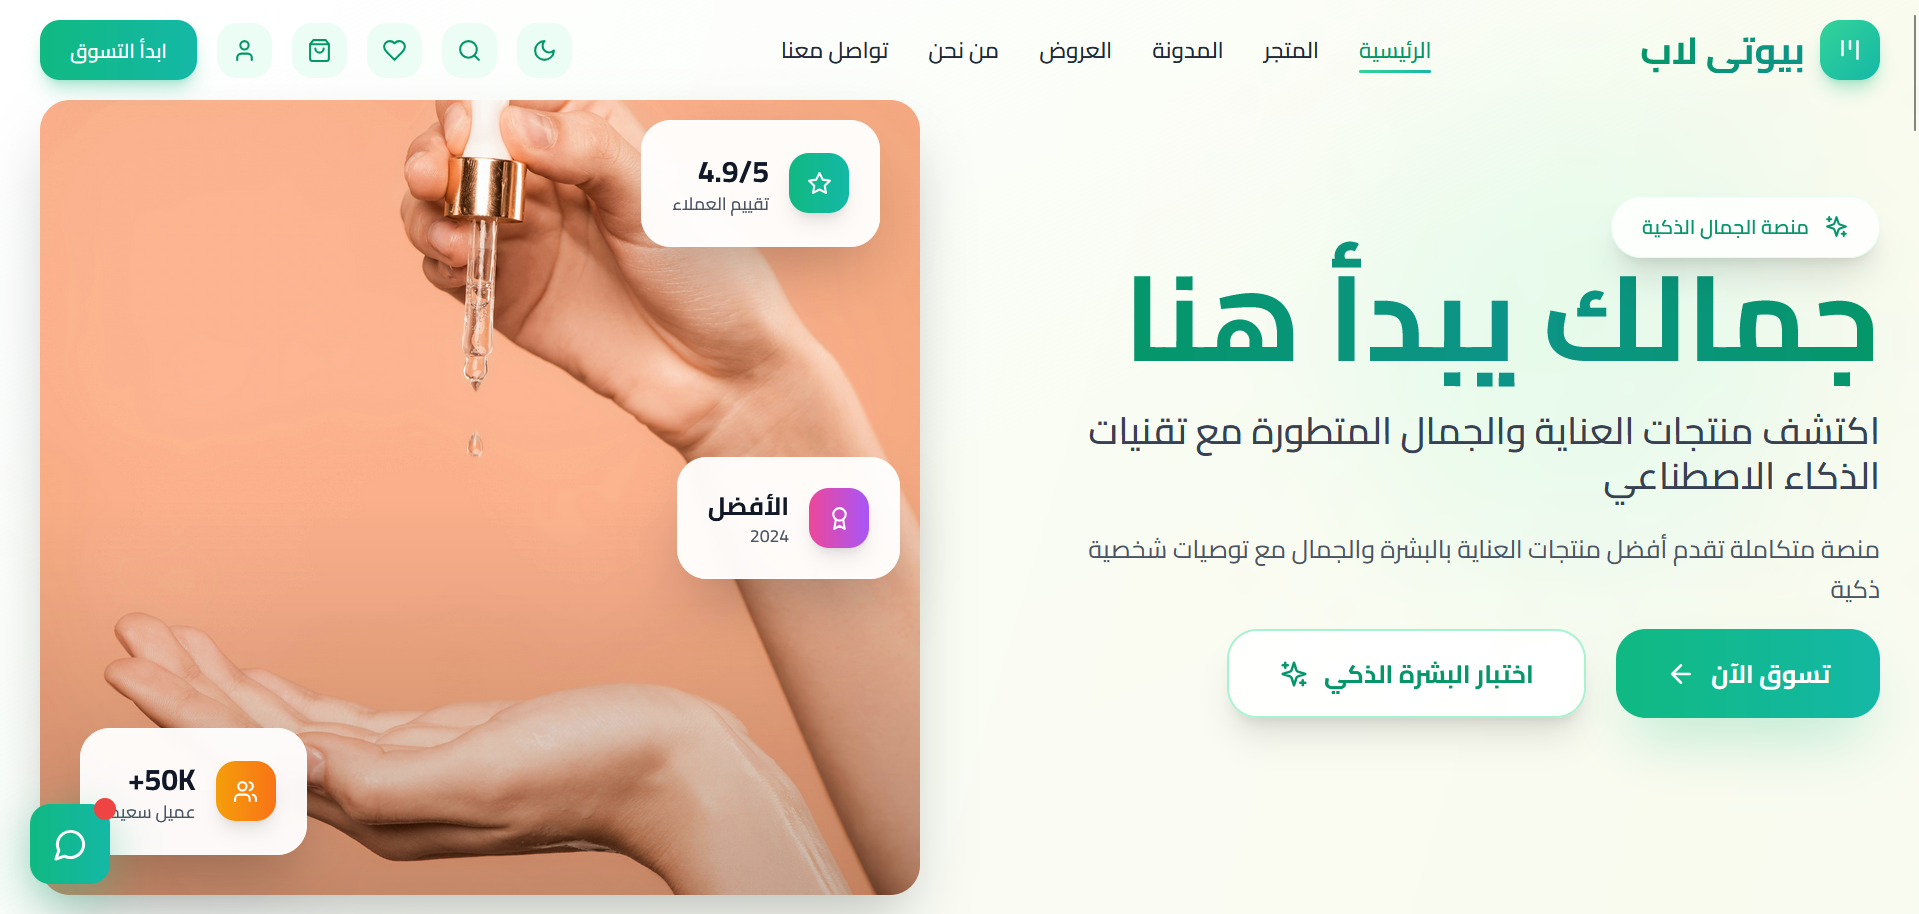 بيوتي لاب
الرئيسية
المتجر
المدونة
العروض
من نحن
تواصل معنا
ابدأ التسوق
منصة الجمال الذكية
جمالك يبدأ هنا
اكتشف منتجات العناية والجمال المتطورة مع تقنيات
الذكاء الاصطناعي
منصة متكاملة تقدم أفضل منتجات العناية بالبشرة والجمال مع توصيات شخصية
ذكية
تسوق الآن
اختبار البشرة الذكي
4.9/5
تقييم العملاء
الأفضل
2024
+50K
عميل سعيد